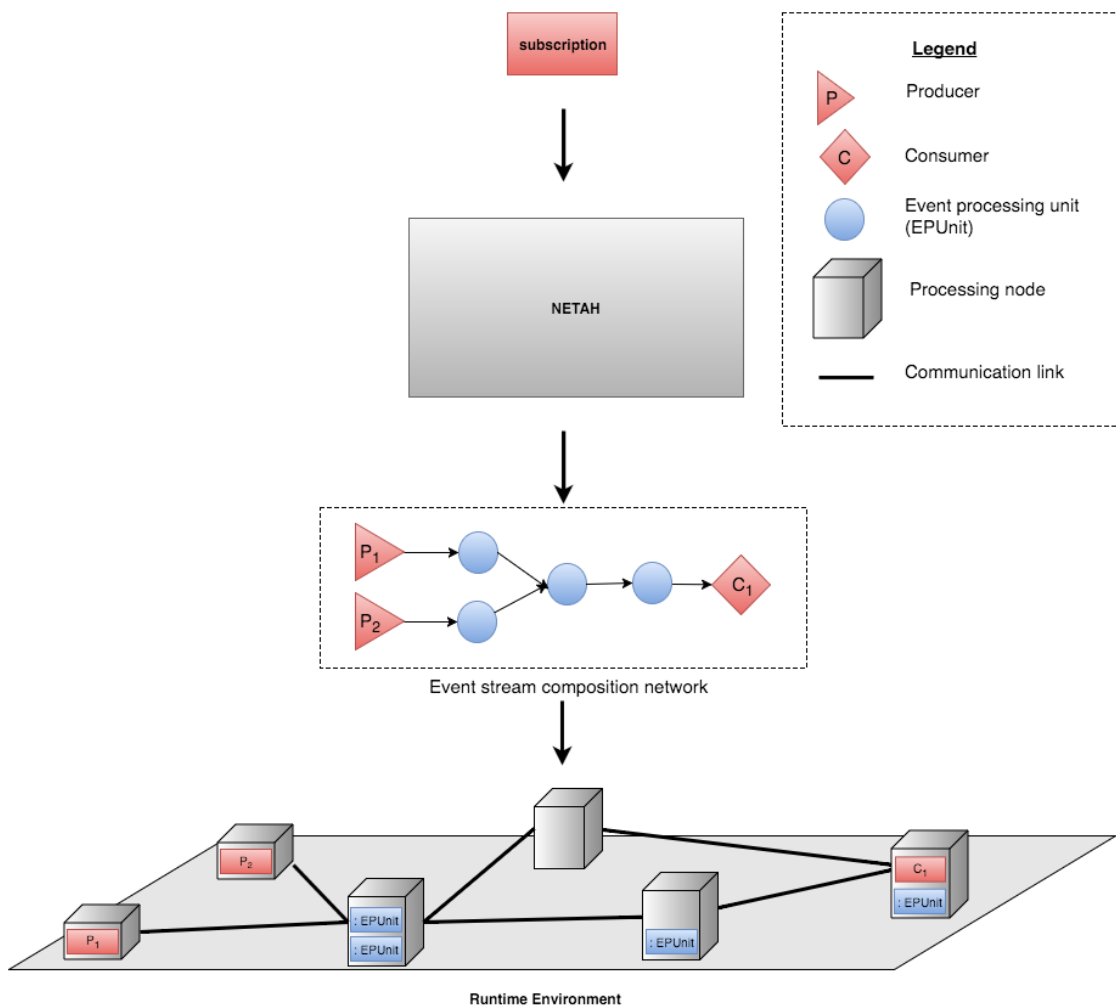 subscription
Legend
P
Producer
C
Consumer
Event processing unit
(EPUnit)
Processing node
Communication link
NETAH
P1
P2
C1
Event stream composition network
P2
C1
: EPUnit
: EPUnit
: EPUnit
: EPUnit
P1
Runtime Environment